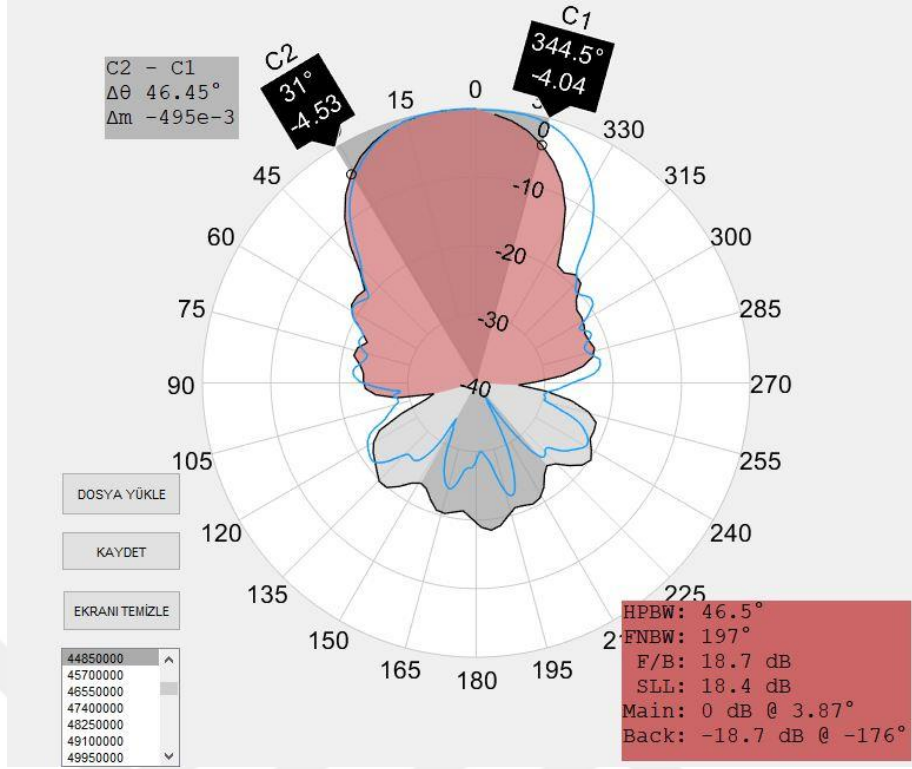 C1
344.5°
-4.04
C2
31°
-4.53
C2 - C1
Δθ 46.45°
Δm -495e-3
0
15
45
60
75
90
105
120
135
150
165
180
195
225
240
255
270
285
300
315
330
0
-10
-20
-30
-40
DOSYA YÜKLE
KAYDET
EKRANI TEMİZLE
44850000
45700000
46550000
47400000
48250000
49100000
49950000
HPBW: 46.5°
FNBW: 197°
F/B: 18.7 dB
SLL: 18.4 dB
Main: 0 dB @ 3.87°
Back: -18.7 dB @ -176°